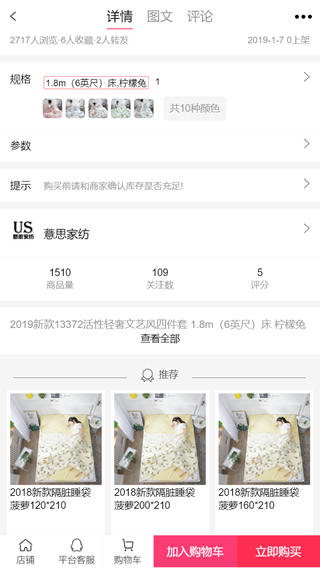 详情 图文 评论
2717人浏览·6人收藏·2人转发 2019-1-7 0上架
规格 1.8m（6英尺）床,柠檬兔 1
共10种颜色
参数
提示 购买前请和商家确认库存是否充足!
US
意思家纺 薏思家纺
1510 109 5
商品量 关注数 评分
2019新款13372活性轻奢文艺风四件套 1.8m（6英尺）床 柠檬兔
查看全部
推荐
2018新款隔脏睡袋 2018新款隔脏睡袋 2018新款隔脏睡袋
菠萝120*210 菠萝200*210 菠萝160*210
店铺 平台客服 购物车 加入购物车 立即购买